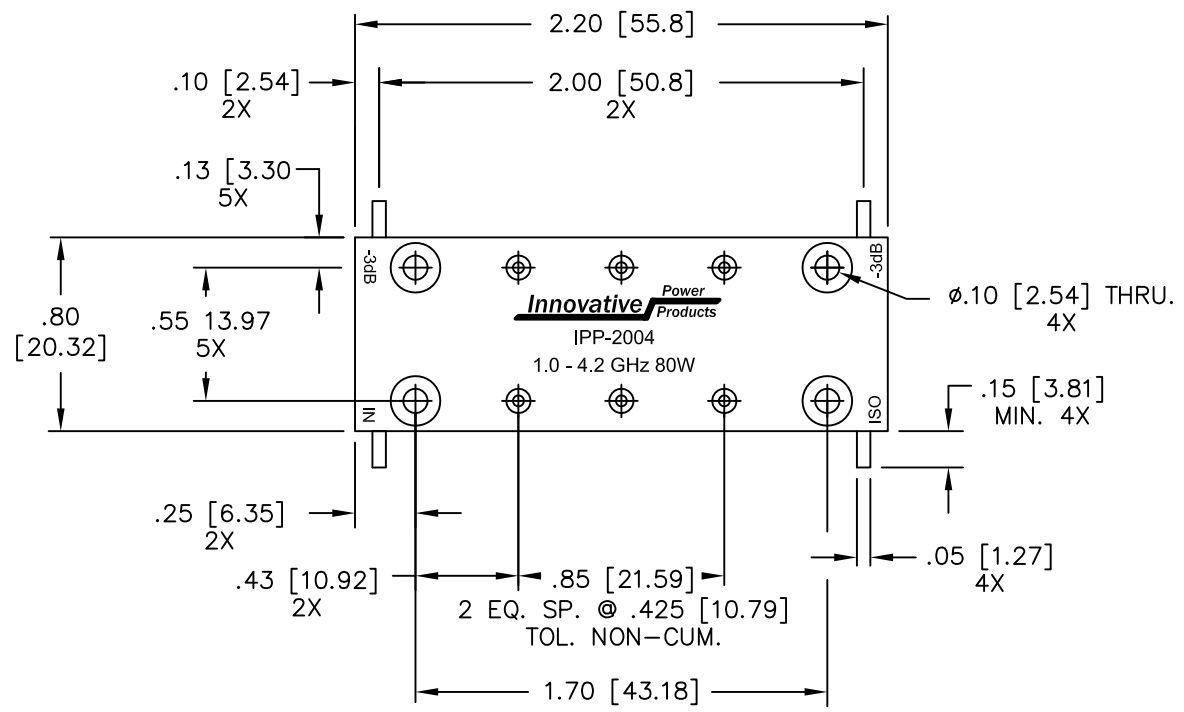 2.20 [55.8]
.10 [2.54]
2X
2.00 [50.8]
2X
.13 [3.30
5X
-3dB
-3dB
Innovative Power Products
IPP-2004
1.0 - 4.2 GHz 80W
ø.10 [2.54] THRU.
4X
.80
[20.32]
.55 13.97
5X
IN
ISO
.15 [3.81]
MIN. 4X
.25 [6.35]
2X
.43 [10.92]
2X
.85 [21.59]
2 EQ. SP. @ .425 [10.79]
TOL. NON-CUM.
.05 [1.27]
4X
1.70 [43.18]